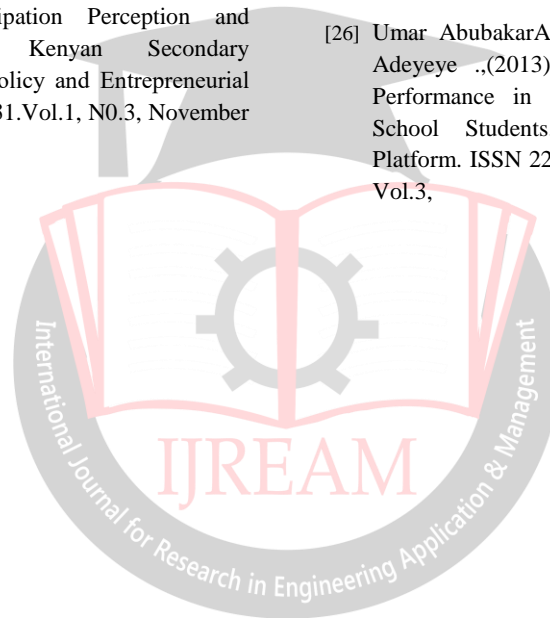 ipation Perception and
Kenyan Secondary
olicy and Entrepreneurial
31.Vol.1, N0.3, November
[26] Umar AbubakarA
Adeyeye .,(2013)
Performance in
School Students
Platform. ISSN 22
Vol.3,
IJREAM
International Journal for Research in Engineering Application & Management